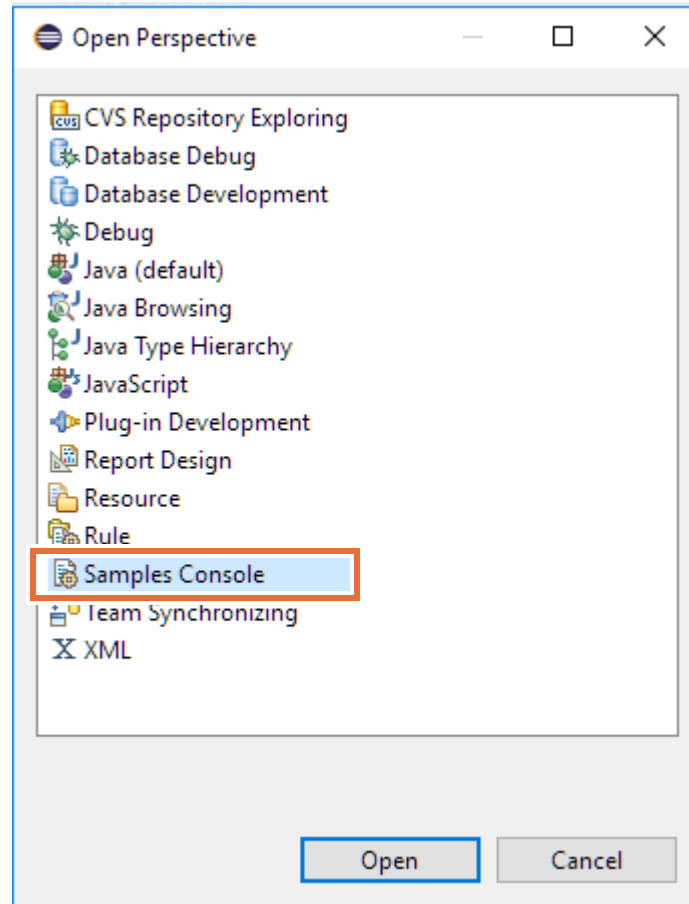 Open Perspective
CVS Repository Exploring
Database Debug
Database Development
Debug
Java (default)
Java Browsing
Java Type Hierarchy
JavaScript
Plug-in Development
Report Design
Resource
Rule
Samples Console
Team Synchronizing
XML
Open Cancel